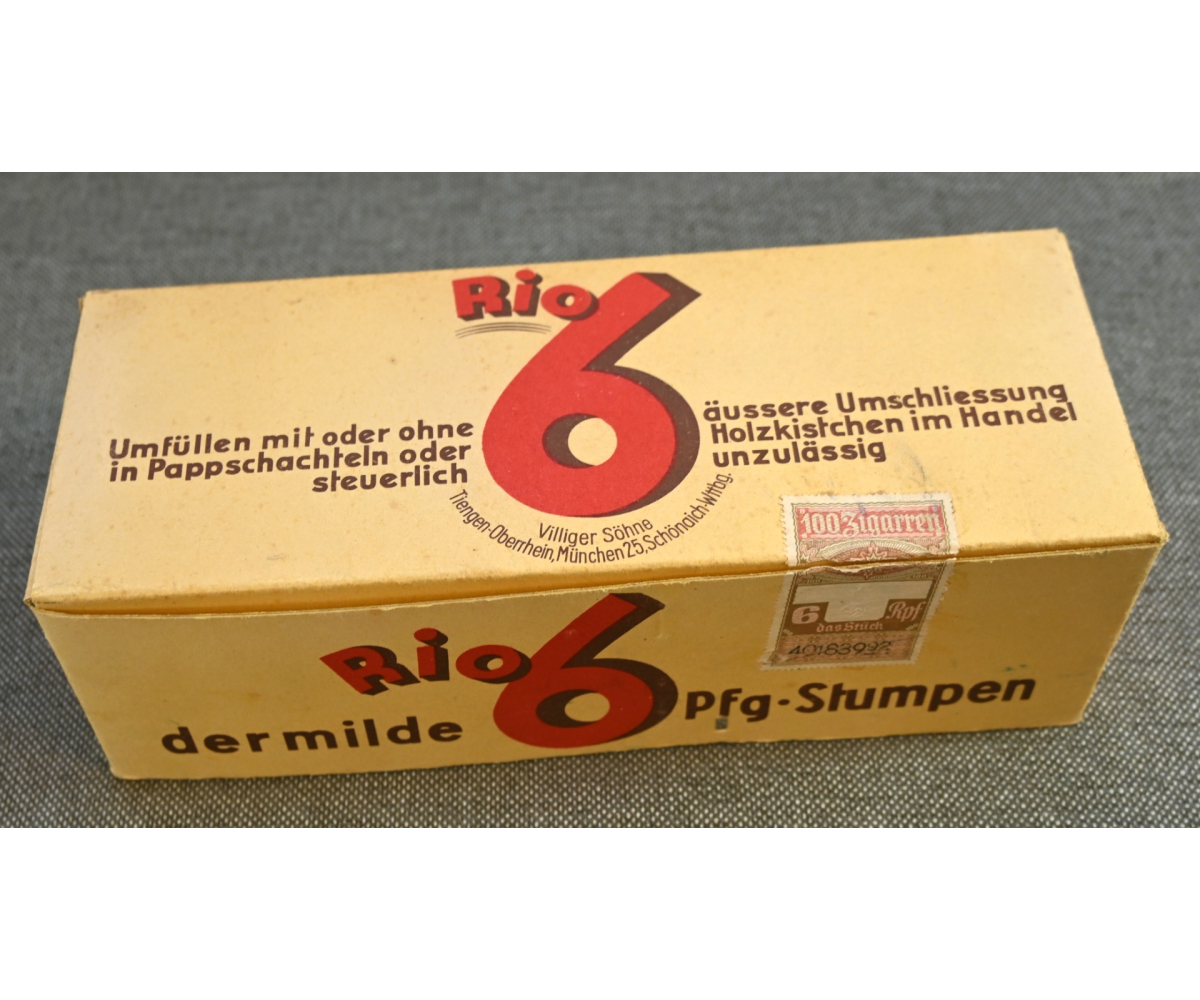 Rio
6
Umfüllen mit oder ohne
in Pappschachteln oder
steuerlich
äussere Umschliessung
Holzkistchen im Handel
unzulässig
Villiger Söhne
Tiengen-Oberrhein, München 25, Schönaich-Wttbg.
100 Zigarren
6 Rpf
das Stück
Rio
der milde 6 Pfg-Stumpen